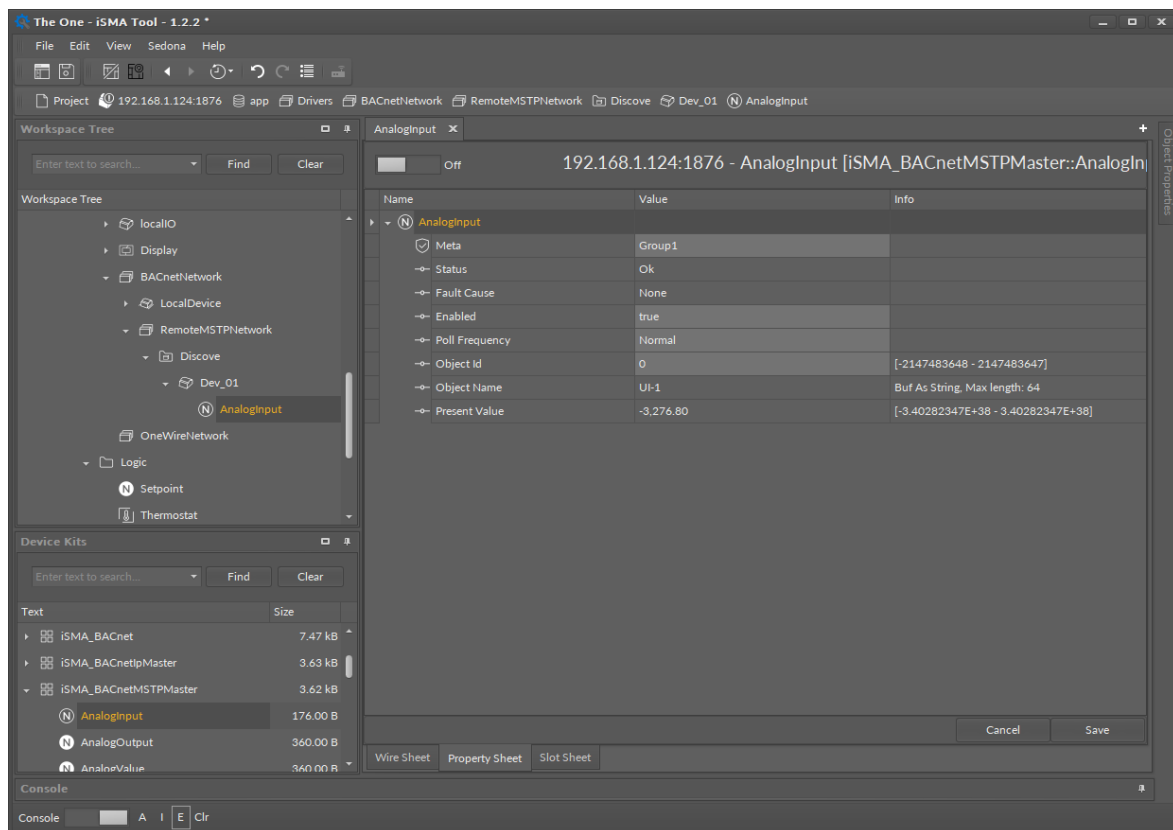 The One - iSMA Tool - 1.2.2 *
File Edit View Sedona Help
Project 192.168.1.124:1876 app Drivers BACnetNetwork RemoteMSTPNetwork Discove Dev_01 AnalogInput
Workspace Tree
Enter text to search... Find Clear
Workspace Tree
localIO
Display
BACnetNetwork
LocalDevice
RemoteMSTPNetwork
Discove
Dev_01
AnalogInput
OneWireNetwork
Logic
Setpoint
Thermostat
Device Kits
Enter text to search... Find Clear
Text Size
iSMA_BACnet 7.47 kB
iSMA_BACnetIpMaster 3.63 kB
iSMA_BACnetMSTPMaster 3.62 kB
AnalogInput 176.00 B
AnalogOutput 360.00 B
AnalogValue 360.00 B
AnalogInput
Off 192.168.1.124:1876 - AnalogInput [iSMA_BACnetMSTPMaster::AnalogInp
Name Value Info
AnalogInput
Meta Group1
Status Ok
Fault Cause None
Enabled true
Poll Frequency Normal
Object Id 0 [-2147483648 - 2147483647]
Object Name UI-1 Buf As String, Max length: 64
Present Value -3,276.80 [-3.40282347E+38 - 3.40282347E+38]
Cancel Save
Wire Sheet Property Sheet Slot Sheet
Object Properties
Console
Console A I E Clr